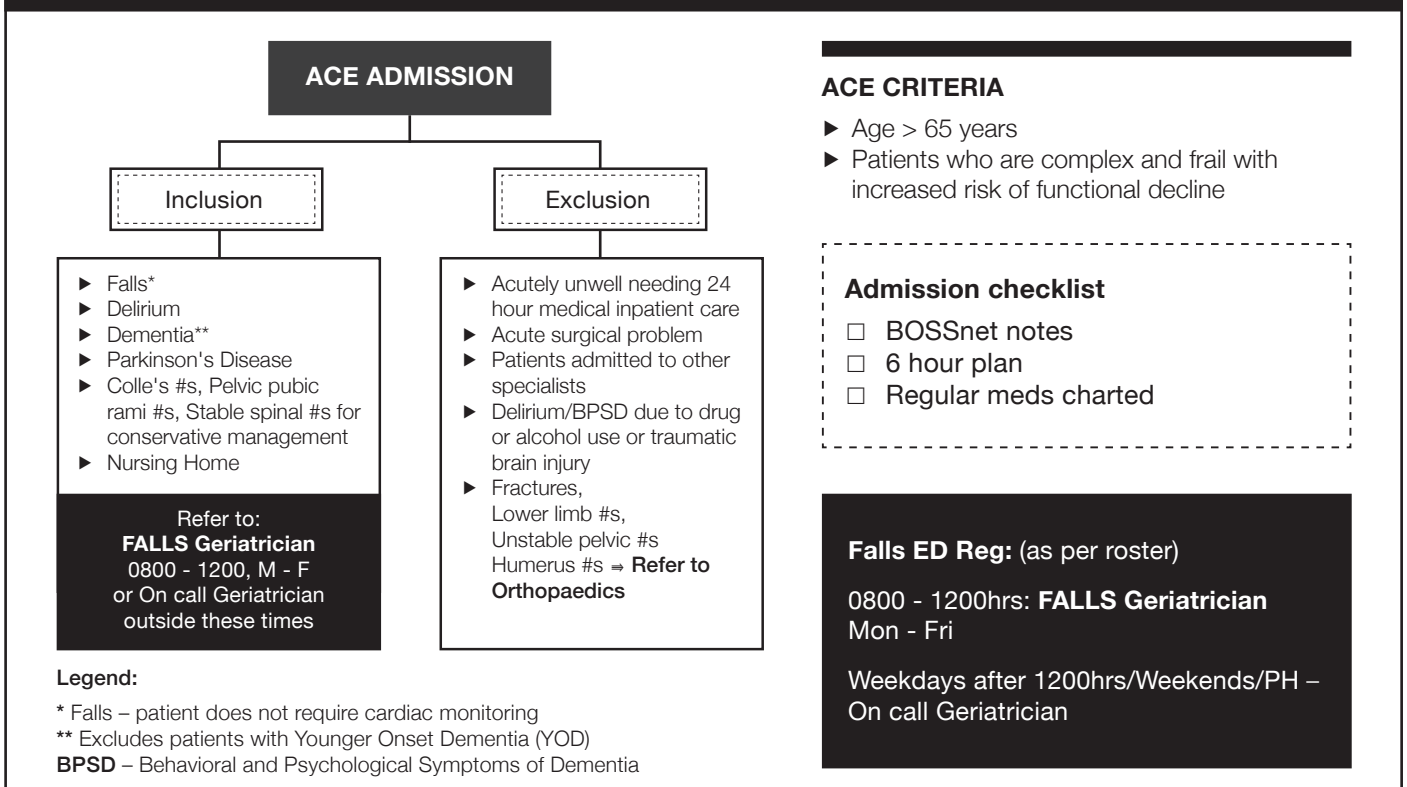 ACE ADMISSION
Inclusion
▶ Falls*
▶ Delirium
▶ Dementia**
▶ Parkinson's Disease
▶ Colle's #s, Pelvic pubic
rami #s, Stable spinal #s for
conservative management
▶ Nursing Home
Refer to:
FALLS Geriatrician
0800 - 1200, M - F
or On call Geriatrician
outside these times
Exclusion
▶ Acutely unwell needing 24
hour medical inpatient care
▶ Acute surgical problem
▶ Patients admitted to other
specialists
▶ Delirium/BPSD due to drug
or alcohol use or traumatic
brain injury
▶ Fractures,
Lower limb #s,
Unstable pelvic #s
Humerus #s ⇛ Refer to
Orthopaedics
Legend:
* Falls – patient does not require cardiac monitoring
** Excludes patients with Younger Onset Dementia (YOD)
BPSD – Behavioral and Psychological Symptoms of Dementia
ACE CRITERIA
▶ Age > 65 years
▶ Patients who are complex and frail with
increased risk of functional decline
Admission checklist
☐ BOSSnet notes
☐ 6 hour plan
☐ Regular meds charted
Falls ED Reg: (as per roster)
0800 - 1200hrs: FALLS Geriatrician
Mon - Fri
Weekdays after 1200hrs/Weekends/PH –
On call Geriatrician